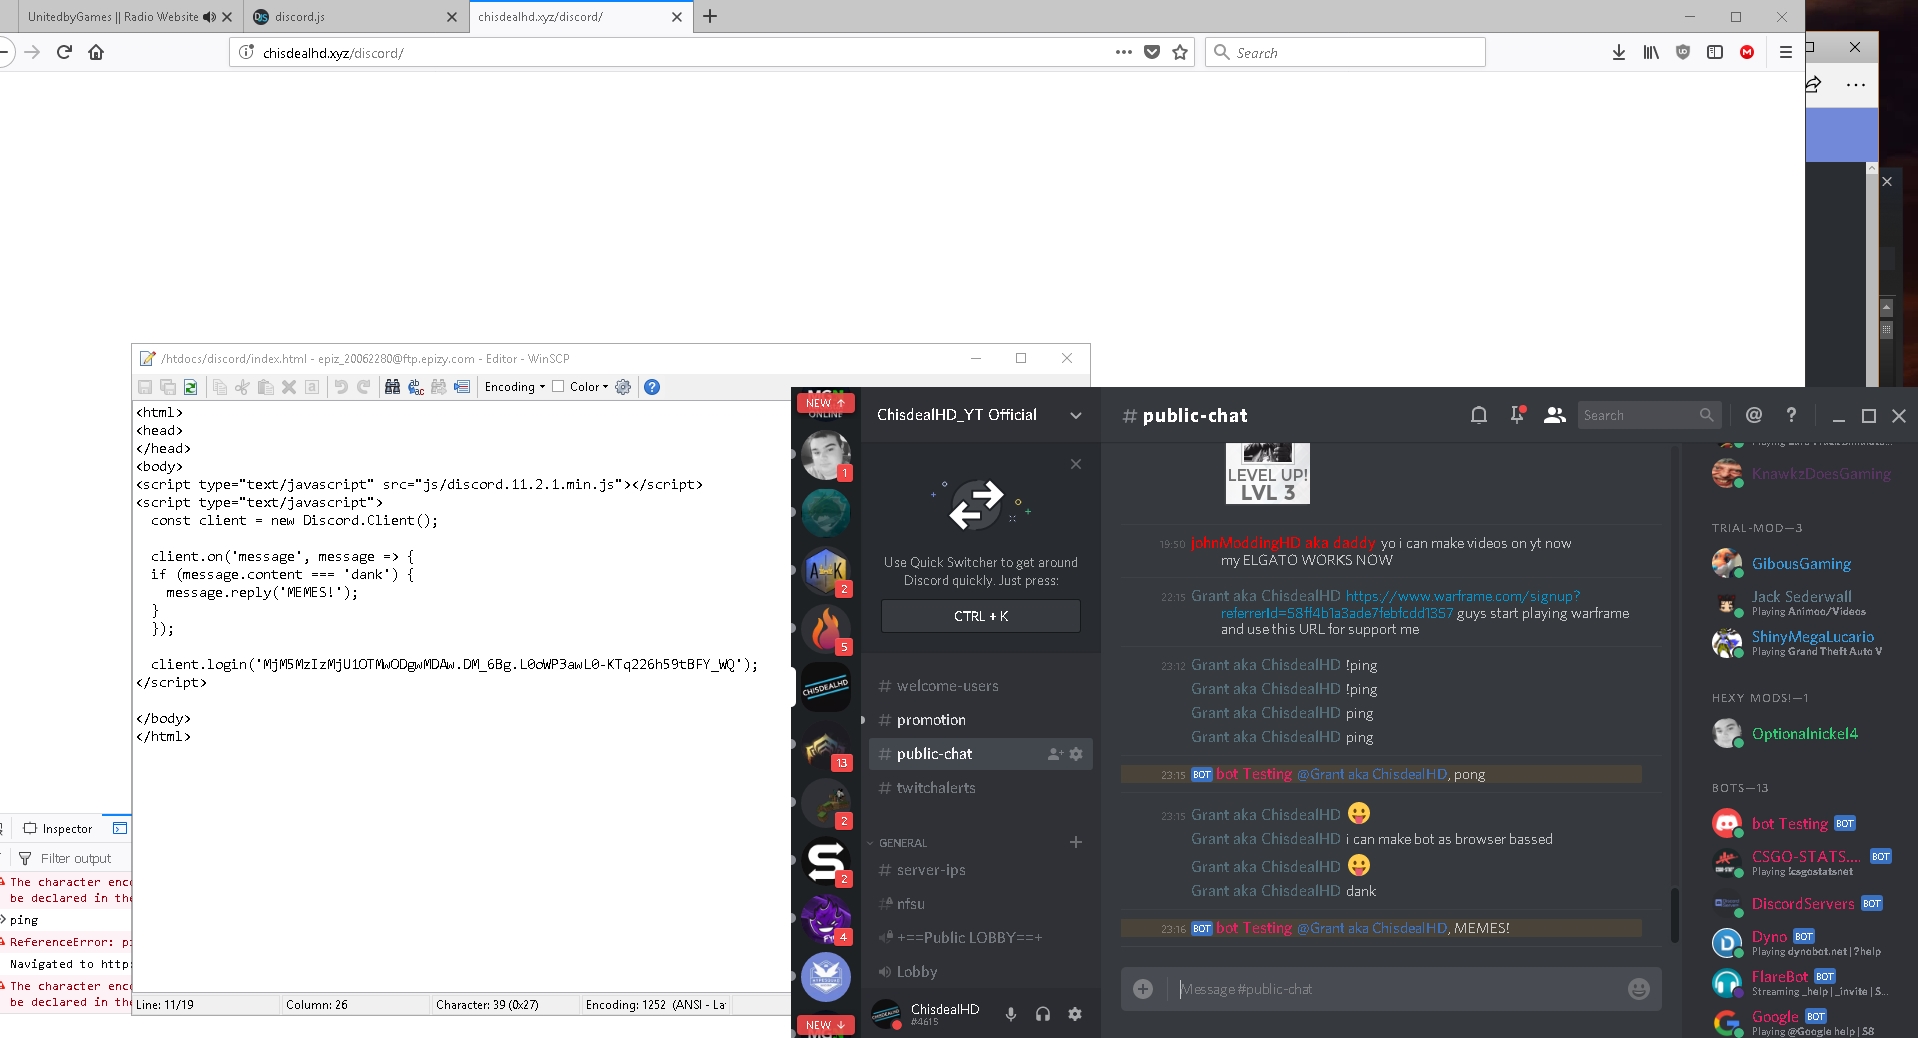 UnitedbyGames || Radio Website
discord.js
chisdealhd.xyz/discord/
chisdealhd.xyz/discord/
Search
/htdocs/discord/index.html - epiz_20062280@ftp.epizy.com - Editor - WinSCP
Encoding
Color
<html>
<head>
</head>
<body>
<script type="text/javascript" src="js/discord.11.2.1.min.js"></script>
<script type="text/javascript">
const client = new Discord.Client();
client.on('message', message => {
if (message.content === 'dank') {
message.reply('MEMES!');
}
});
client.login('');
</script>
</body>
</html>
Line: 11/19
Column: 26
Character: 39 (0x27)
Encoding: 1252 (ANSI - La
Inspector
Filter output
The character enc
be declared in the
ping
ReferenceError: pi
Navigated to http:
The character enc
be declared in the
NEW
ONLINE
1
2
5
CHISDEALHD
13
2
2
4
NEW
ChisdealHD_YT Official
Use Quick Switcher to get around
Discord quickly. Just press:
CTRL + K
# welcome-users
# promotion
# public-chat
# twitchalerts
GENERAL
# server-ips
# nfsu
+==Public LOBBY==+
Lobby
ChisdealHD
#4615
# public-chat
Search
LEVEL UP!
LVL 3
19:50 johnModdingHD aka daddy yo i can make videos on yt now
my ELGATO WORKS NOW
22:15 Grant aka ChisdealHD https://www.warframe.com/signup?
referrerId=58ff4b1a3ade7febfcdd1357 guys start playing warframe
and use this URL for support me
23:12 Grant aka ChisdealHD !ping
Grant aka ChisdealHD !ping
Grant aka ChisdealHD ping
Grant aka ChisdealHD ping
23:15 BOT bot Testing @Grant aka ChisdealHD, pong
23:15 Grant aka ChisdealHD 😛
Grant aka ChisdealHD i can make bot as browser bassed
Grant aka ChisdealHD 😛
Grant aka ChisdealHD dank
23:16 BOT bot Testing @Grant aka ChisdealHD, MEMES!
Message #public-chat
KnawkzDoesGaming
TRIAL-MOD—3
GibousGaming
Jack Sederwall
Playing Animoo/Videos
ShinyMegaLucario
Playing Grand Theft Auto V
HEXY MODS!—1
Optionalnickel4
BOTS—13
bot Testing BOT
CSGO-STATS.... BOT
Playing !csgostatsnet
DiscordServers BOT
Dyno BOT
Playing dynobot.net | ?help
FlareBot BOT
Streaming _help | _invite | S...
Google BOT
Playing @Google help | S8